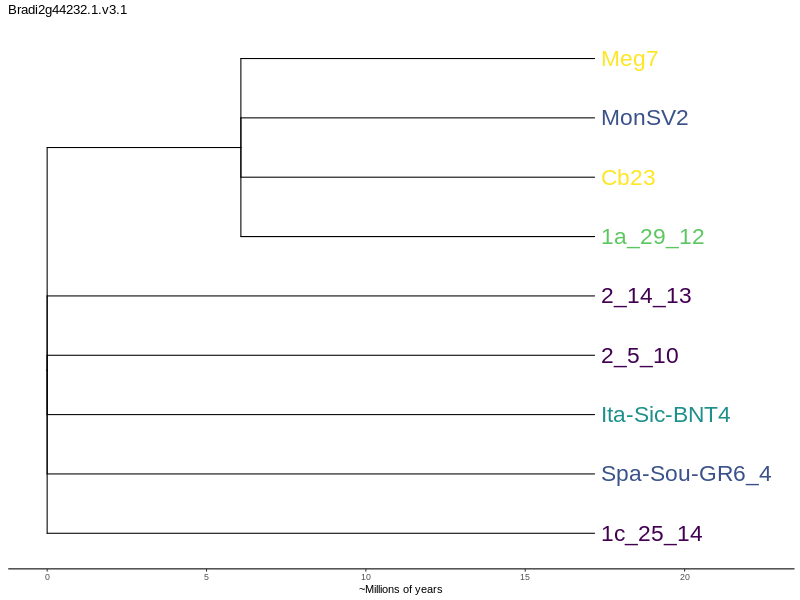 Bradi2g44232.1.v3.1
Meg7
MonSV2
Cb23
1a_29_12
2_14_13
2_5_10
Ita-Sic-BNT4
Spa-Sou-GR6_4
1c_25_14
0 5 10 15 20
~Millions of years